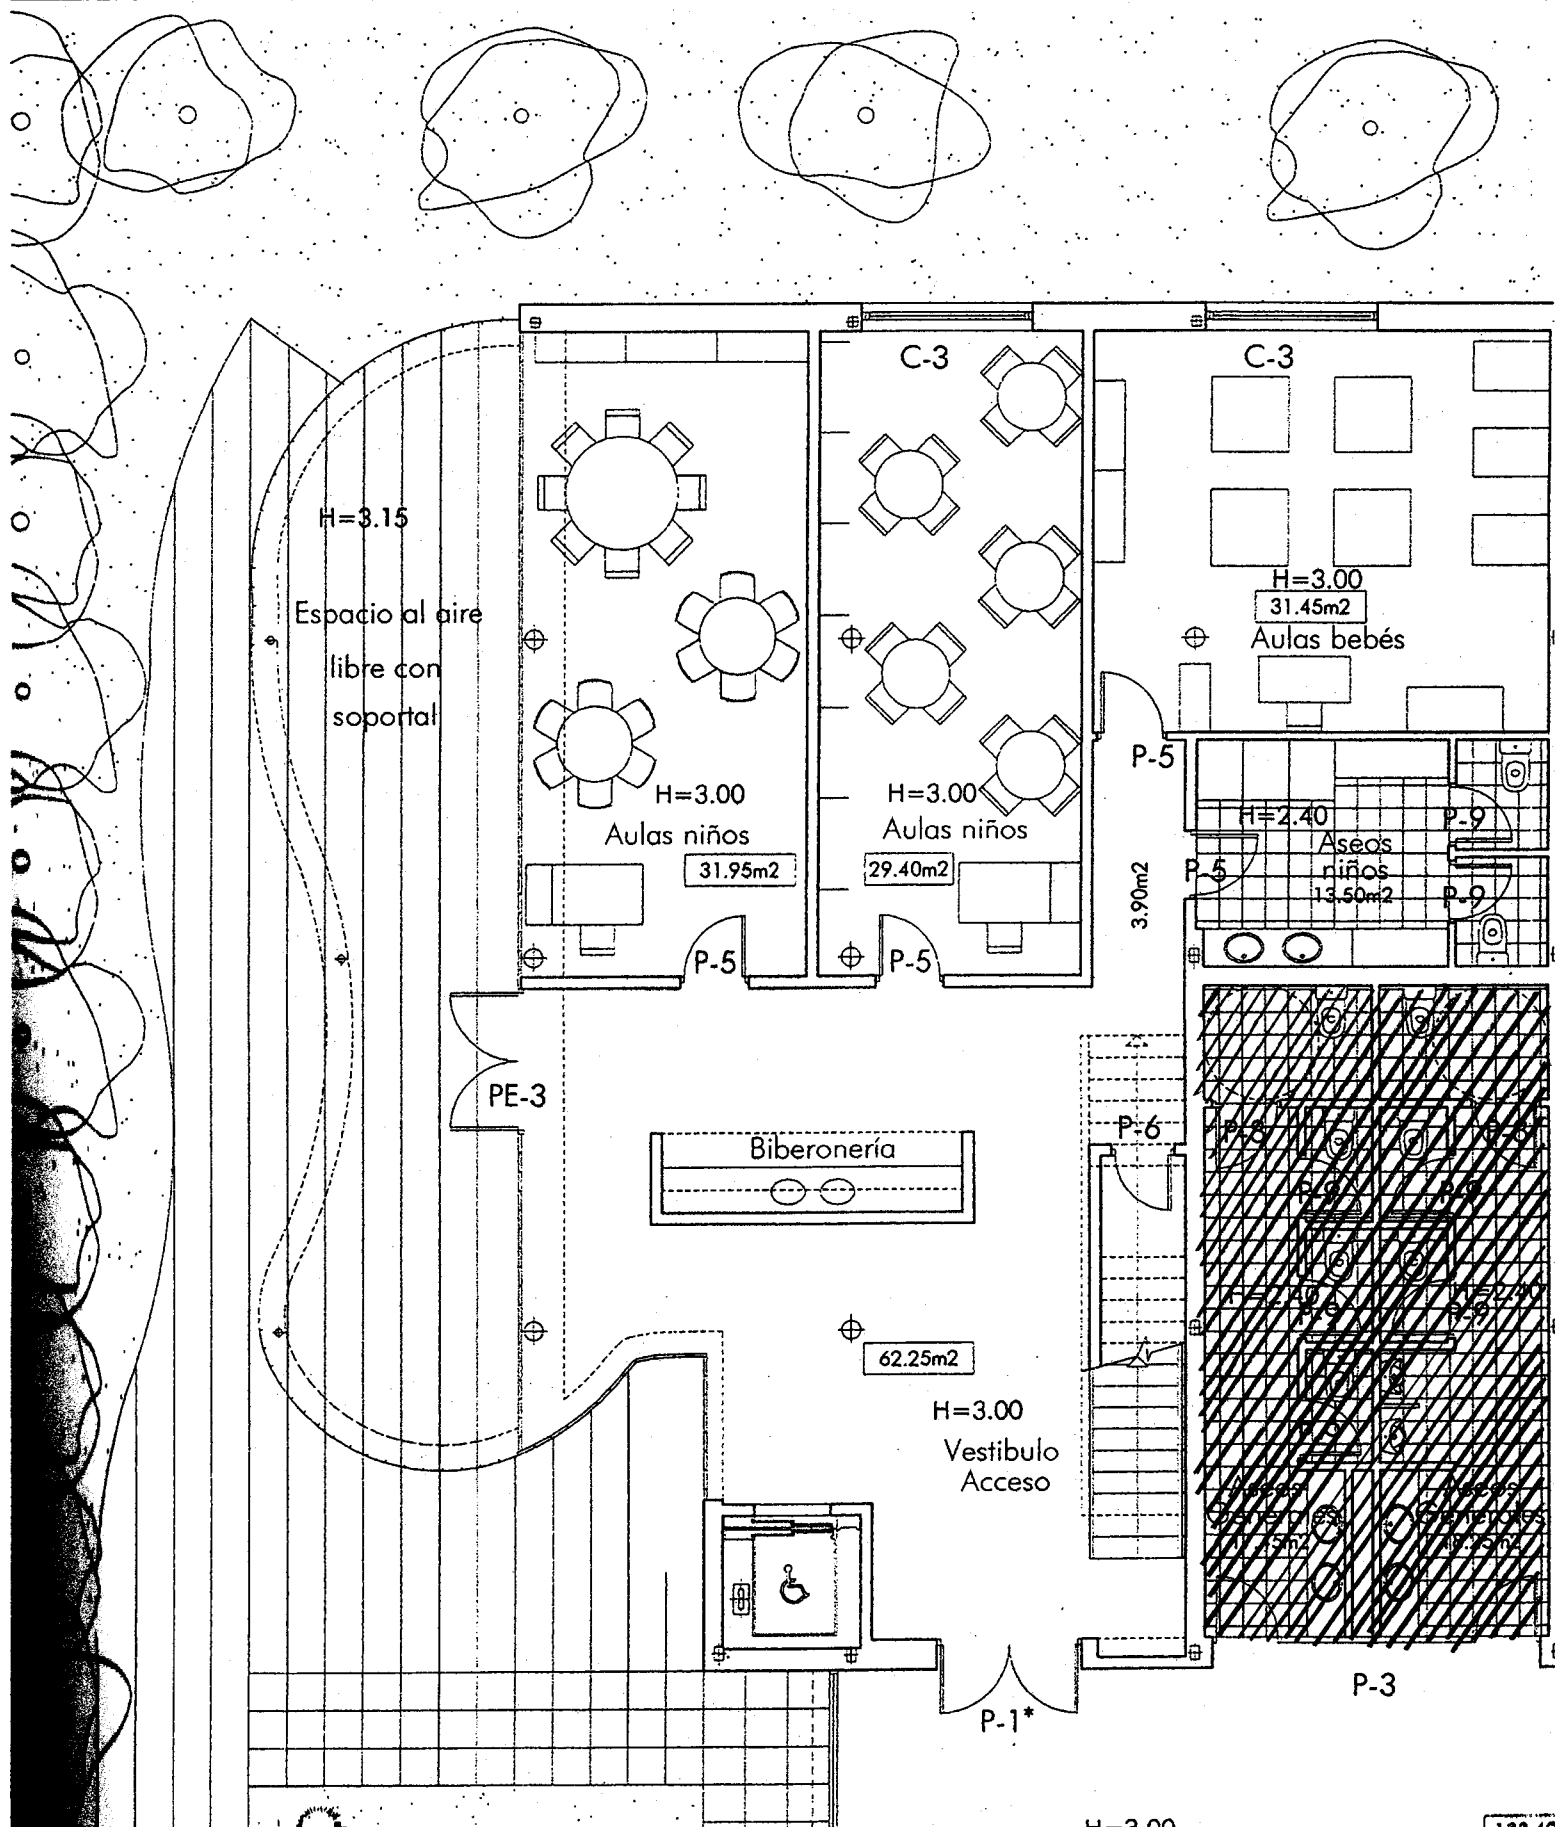 C-3
C-3
H=3.15
Espacio al aire
libre con
soportal
H=3.00
31.45m2
Aulas bebés
P-5
H=3.00
Aulas niños
31.95m2
H=3.00
Aulas niños
29.40m2
H=2.40
Aseos
niños
13.50m2
P-9
P-9
P-5
3.90m2
P-5
P-5
PE-3
Biberonería
P-6
P-8
P-9
62.25m2
H=3.00
Vestibulo
Acceso
P-3
P-1*
H=3.00